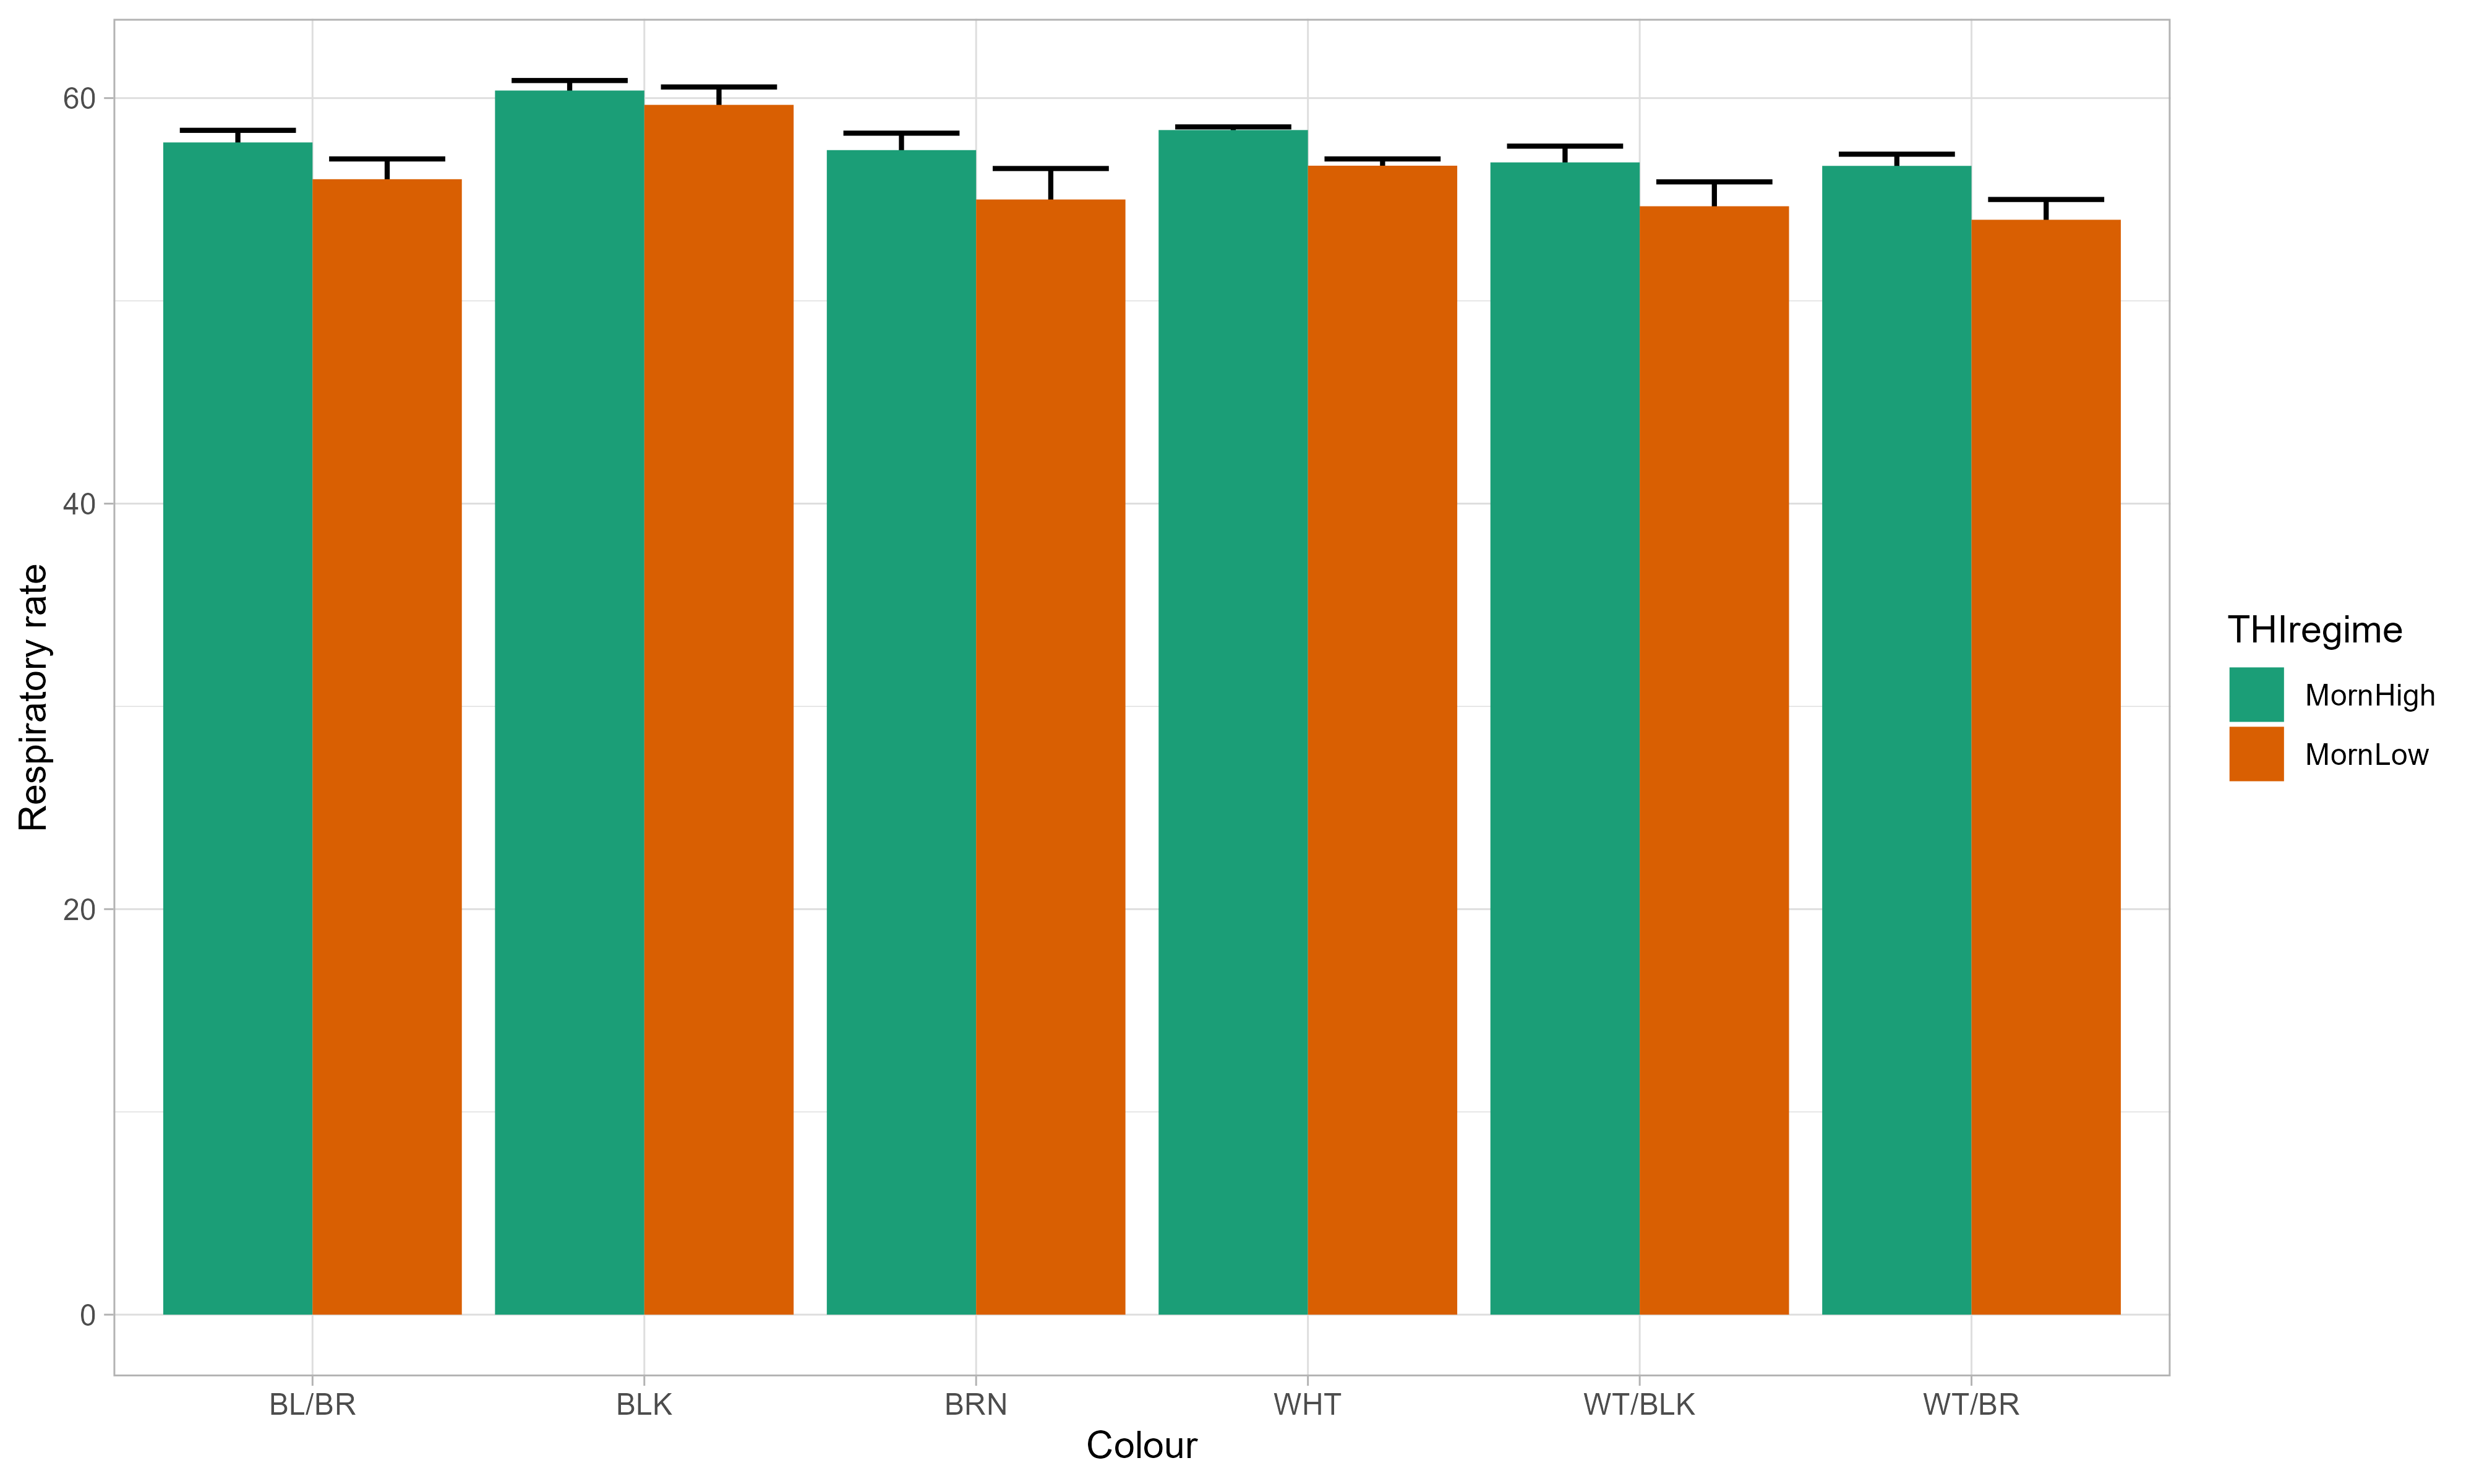 60
40
20
0
Respiratory rate
BL/BR BLK BRN WHT WT/BLK WT/BR
Colour
THIregime
MornHigh
MornLow